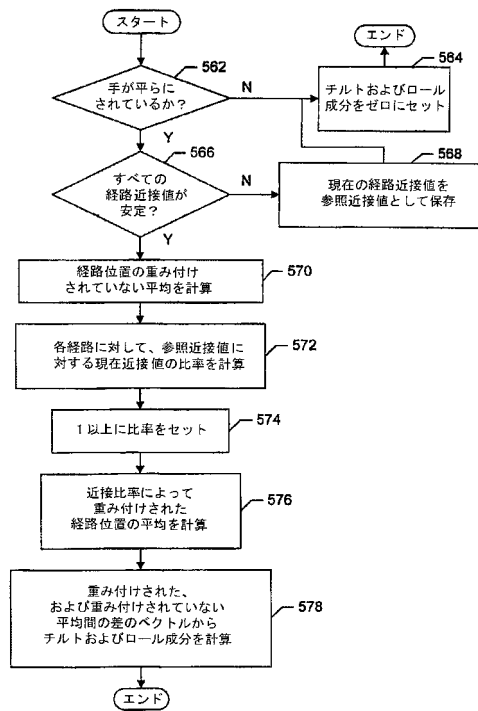 スタート
562
手が平らに
されているか?
N
Y
エンド
564
チルトおよびロール
成分をゼロにセット
566
すべての
経路近接値が
安定?
N
Y
568
現在の経路近接値を
参照近接値として保存
経路位置の重み付け
されていない平均を計算
570
各経路に対して、参照近接値に
対する現在近接値の比率を計算
572
1以上に比率をセット
574
近接比率によって
重み付けされた
経路位置の平均を計算
576
重み付けされた、
および重み付けされていない
平均間の差のベクトルから
チルトおよびロール成分を計算
578
エンド